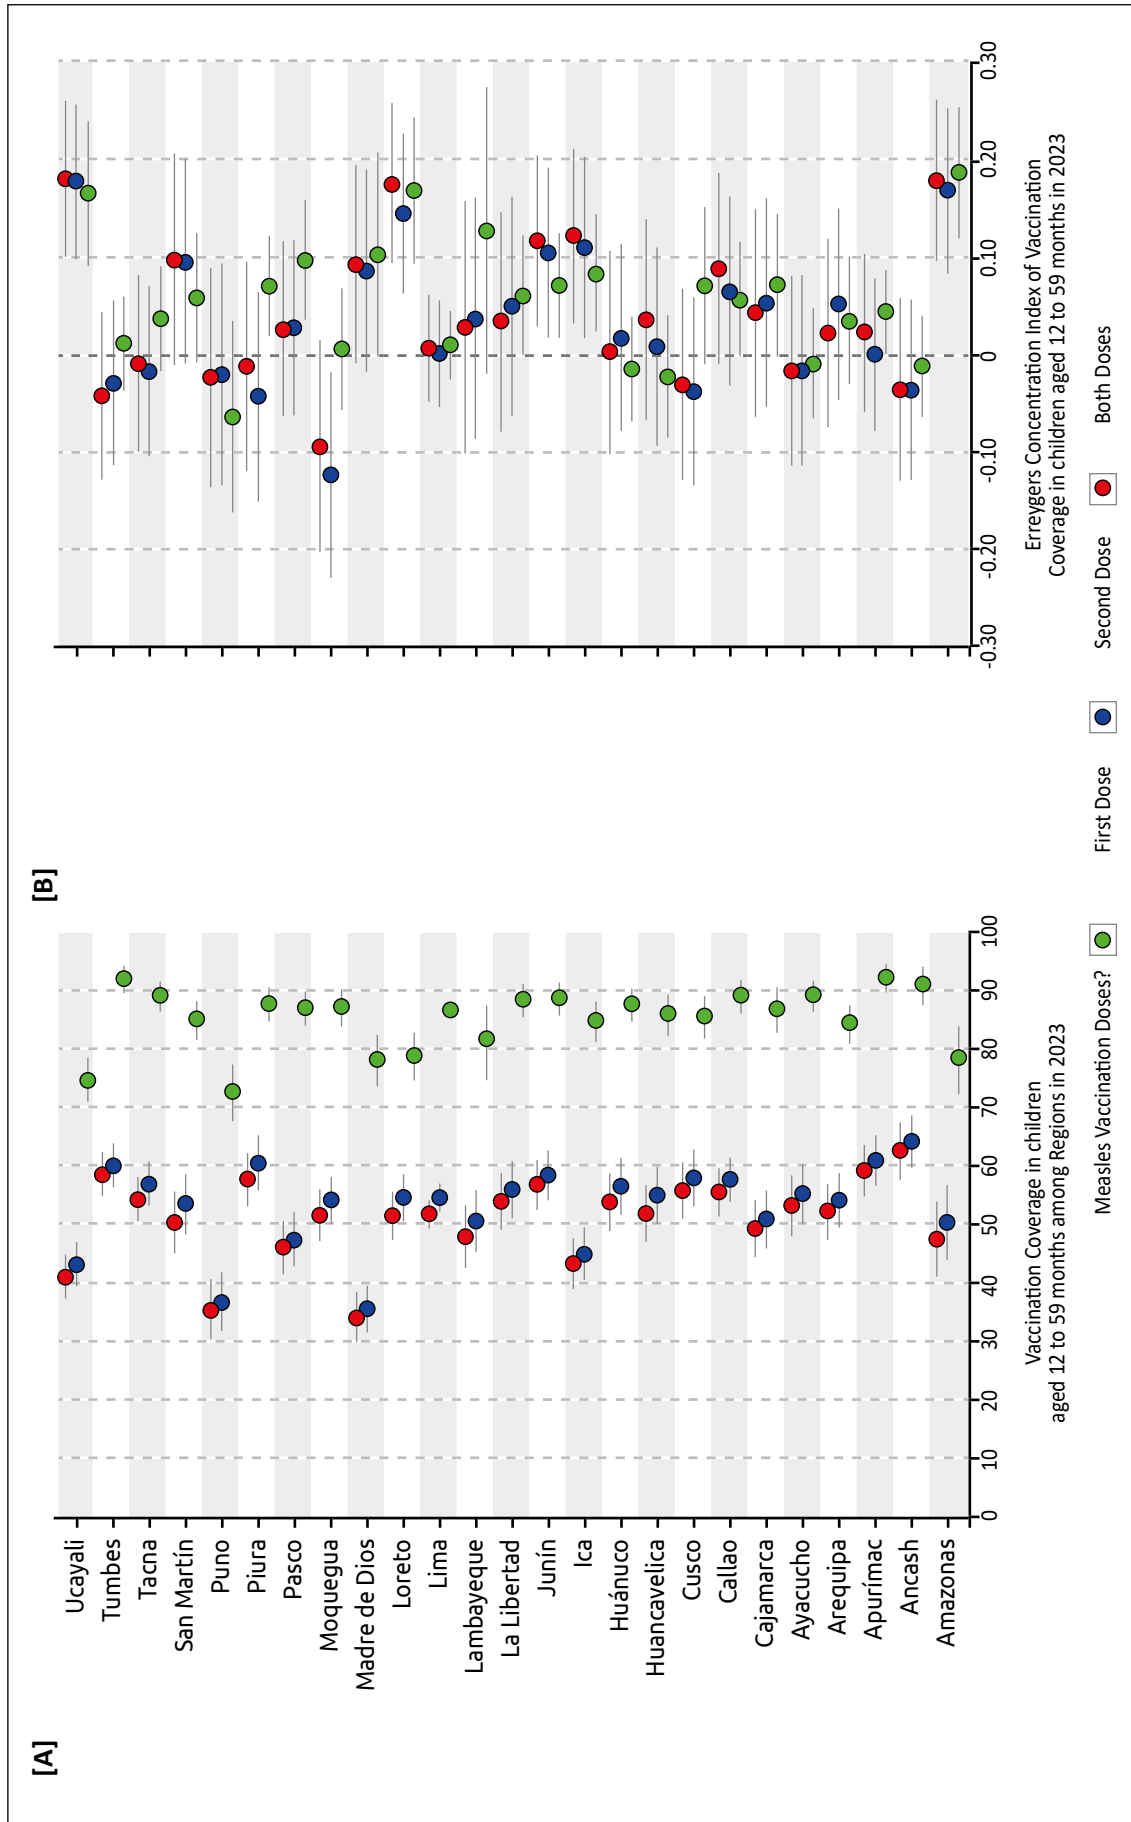 [A]
Ucayali
Tumbes
Tacna
San Martín
Puno
Piura
Pasco
Moquegua
Madre de Dios
Loreto
Lima
Lambayeque
La Libertad
Junín
Ica
Huánuco
Huancavelica
Cusco
Callao
Cajamarca
Ayacucho
Arequipa
Apurímac
Ancash
Amazonas
0 10 20 30 40 50 60 70 80 90 100
Vaccination Coverage in children
aged 12 to 59 months among Regions in 2023
[B]
-0.30 -0.20 -0.10 0 0.10 0.20 0.30
Erreygers Concentration Index of Vaccination
Coverage in children aged 12 to 59 months in 2023
Measles Vaccination Doses? First Dose Second Dose Both Doses